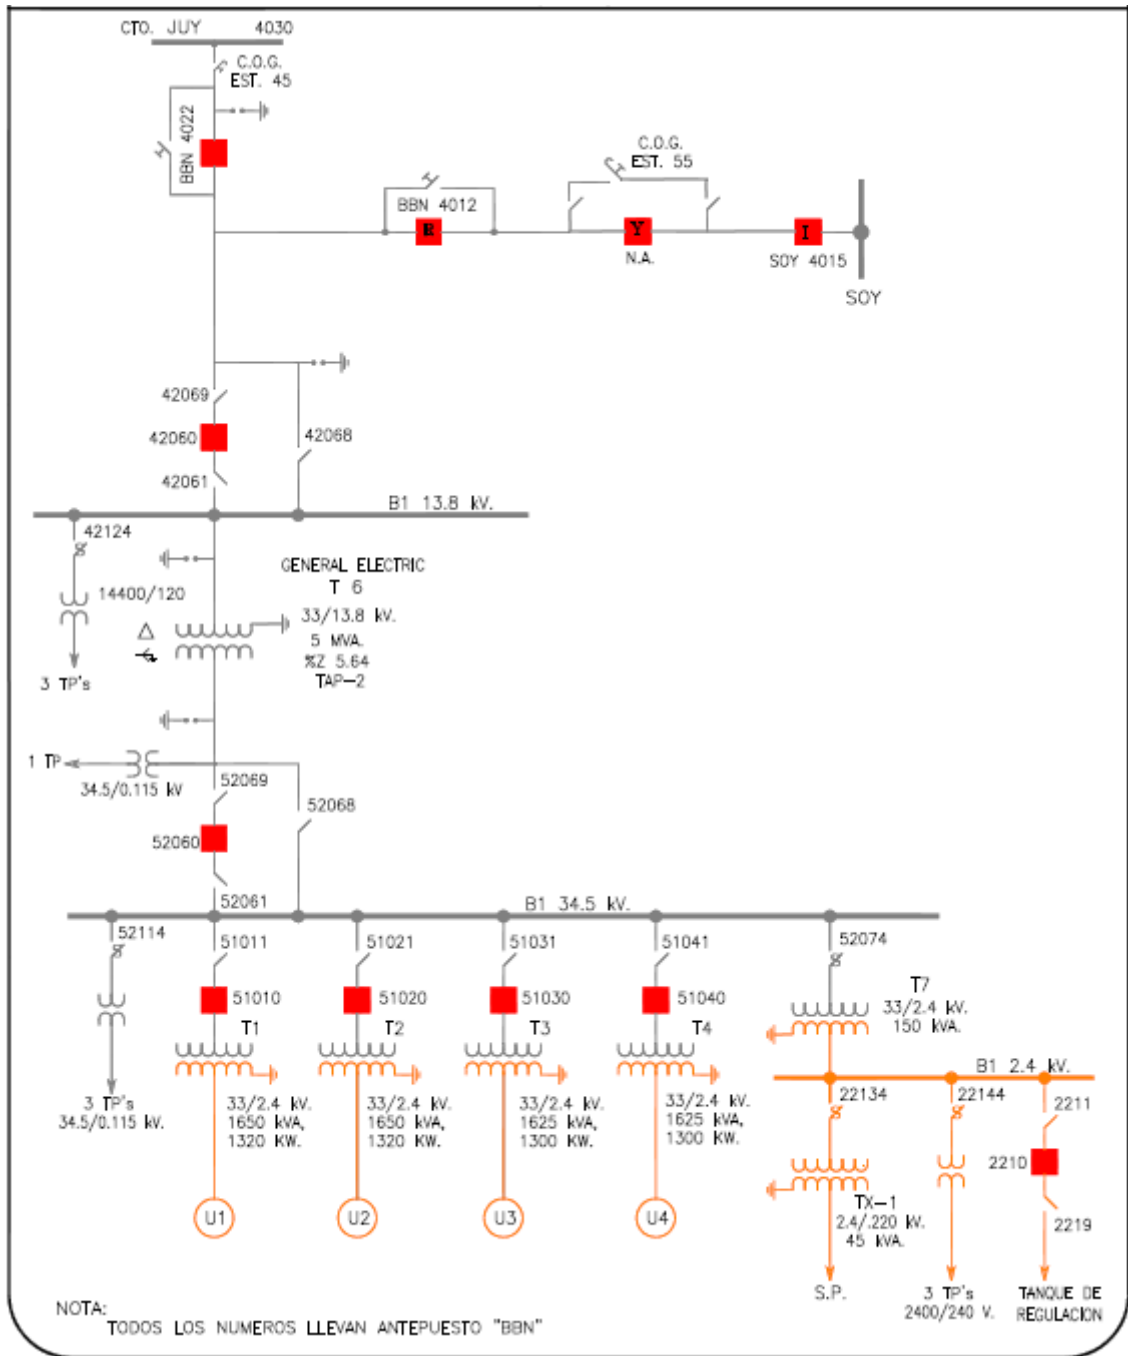 CTO. JUY 4030
C.O.G.
EST. 45
BBN 4022
C.O.G.
EST. 55
BBN 4012
R
Y
I
N.A.
SOY 4015
SOY
42069
42060
42068
42061
B1 13.8 kV.
42124
14400/120
3 TP's
GENERAL ELECTRIC
T 6
33/13.8 kV.
5 MVA.
%Z 5.64
TAP-2
1 TP
34.5/0.115 kV
52069
52068
52060
52061
B1 34.5 kV.
52114
51011
51021
51031
51041
52074
51010
51020
51030
51040
T1
T2
T3
T4
T7
33/2.4 kV.
150 kVA.
3 TP's
34.5/0.115 kV.
33/2.4 kV.
1650 kVA,
1320 KW.
33/2.4 kV.
1650 kVA,
1320 KW.
33/2.4 kV.
1625 kVA,
1300 KW.
33/2.4 kV.
1625 kVA,
1300 KW.
B1 2.4 kV.
22134
22144
2211
2210
2219
U1
U2
U3
U4
TX-1
2.4/.220 kV.
45 kVA.
S.P.
3 TP's
2400/240 V.
TANQUE DE
REGULACION
NOTA:
TODOS LOS NUMEROS LLEVAN ANTEPUESTO "BBN"